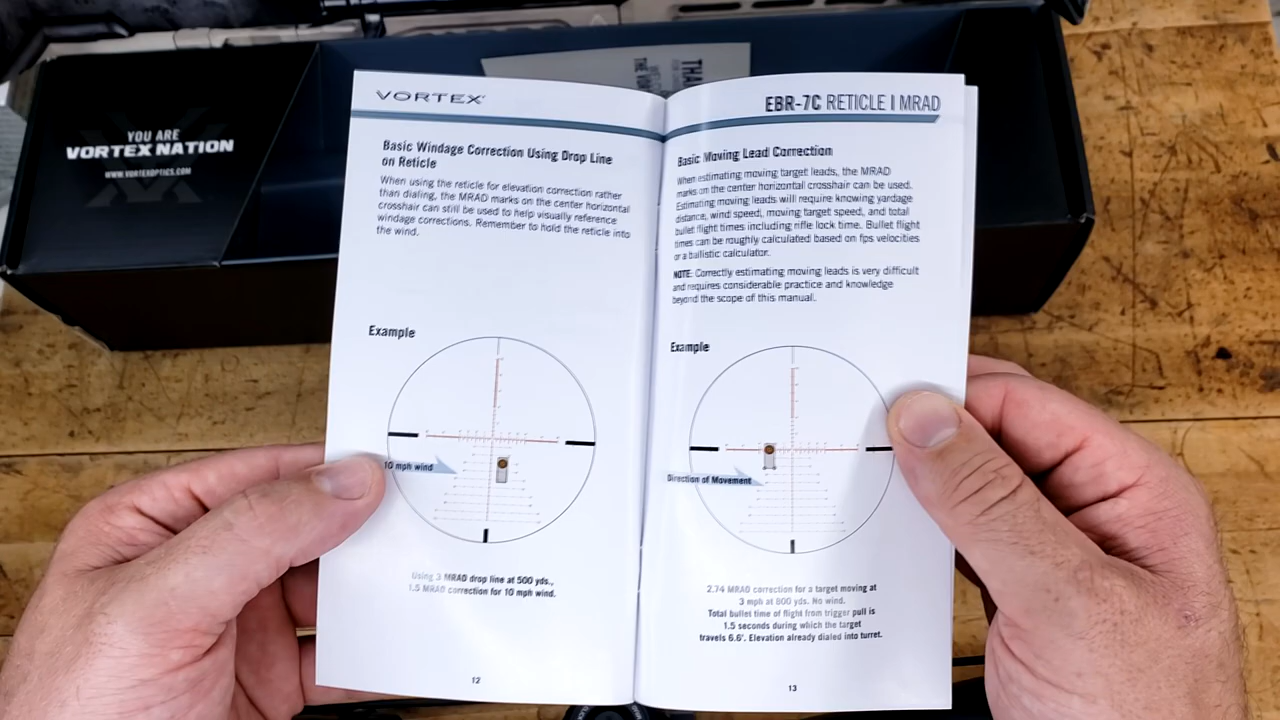 YOU ARE
VORTEX NATION
WWW.VORTEXOPTICS.COM
VORTEX
Basic Windage Correction Using Drop Line
on Reticle
When using the reticle for elevation correction rather
than dialing, the MRAD marks on the center horizontal
crosshair can still be used to help visually reference
windage corrections. Remember to hold the reticle into
the wind.
Example
10 mph wind
Using 3 MRAD drop line at 500 yds.,
1.5 MRAD correction for 10 mph wind.
12
EBR-7C RETICLE | MRAD
Basic Moving Lead Correction
When estimating moving target leads, the MRAD
marks on the center horizontal crosshair can be used.
Estimating moving leads will require knowing yardage
distance, wind speed, moving target speed, and total
bullet flight times including rifle lock time. Bullet flight
times can be roughly calculated based on fps velocities
or a ballistic calculator.
NOTE: Correctly estimating moving leads is very difficult
and requires considerable practice and knowledge
beyond the scope of this manual.
Example
Direction of Movement
2.74 MRAD correction for a target moving at
3 mph at 800 yds. No wind.
Total bullet time of flight from trigger pull is
1.5 seconds during which the target
travels 6.6'. Elevation already dialed into turret.
13